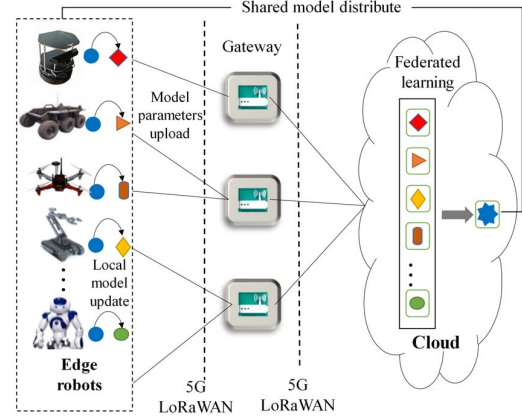 Shared model distribute
Gateway
Federated
learning
Model
parameters
upload
Local
model
update
Edge
robots
Cloud
5G
LoRaWAN
5G
LoRaWAN